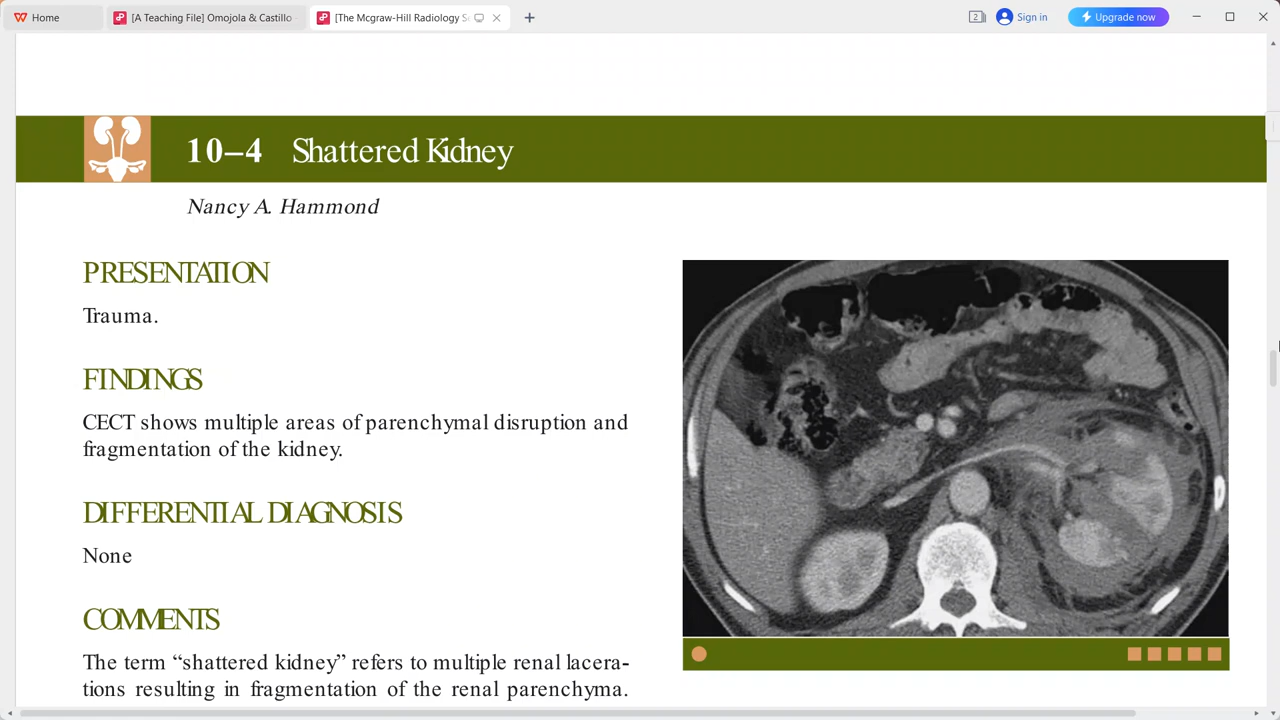 Home
[A Teaching File] Omojola & Castillo
[The Mcgraw-Hill Radiology S
2
Sign in
Upgrade now
10–4 Shattered Kidney
Nancy A. Hammond
PRESENTATION
Trauma.
FINDINGS
CECT shows multiple areas of parenchymal disruption and
fragmentation of the kidney.
DIFFERENTIAL DIAGNOSIS
None
COMMENTS
The term “shattered kidney” refers to multiple renal lacera-
tions resulting in fragmentation of the renal parenchyma.